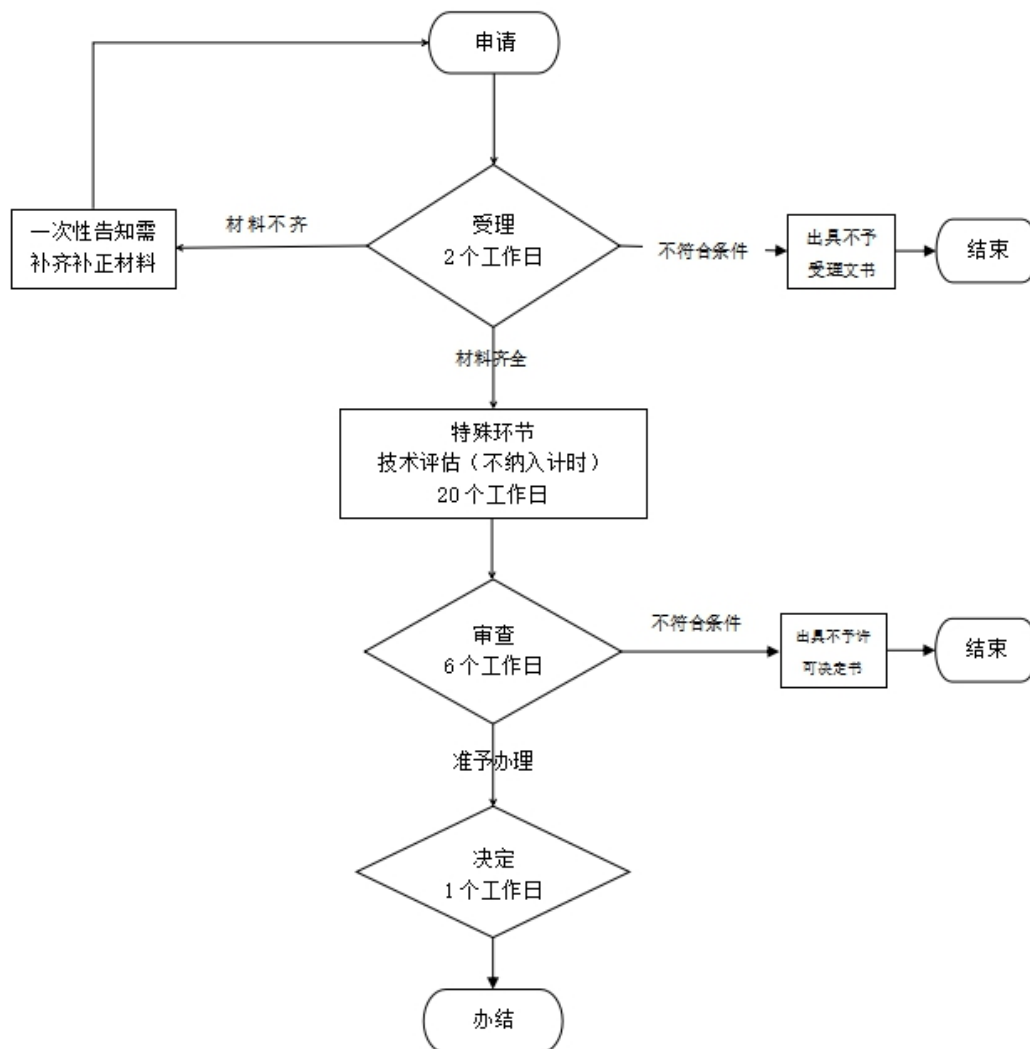 申请
受理
2个工作日
材料不齐
一次性告知需
补齐补正材料
不符合条件
出具不予
受理文书
结束
材料齐全
特殊环节
技术评估（不纳入计时）
20个工作日
审查
6个工作日
不符合条件
出具不予许
可决定书
结束
准予办理
决定
1个工作日
办结